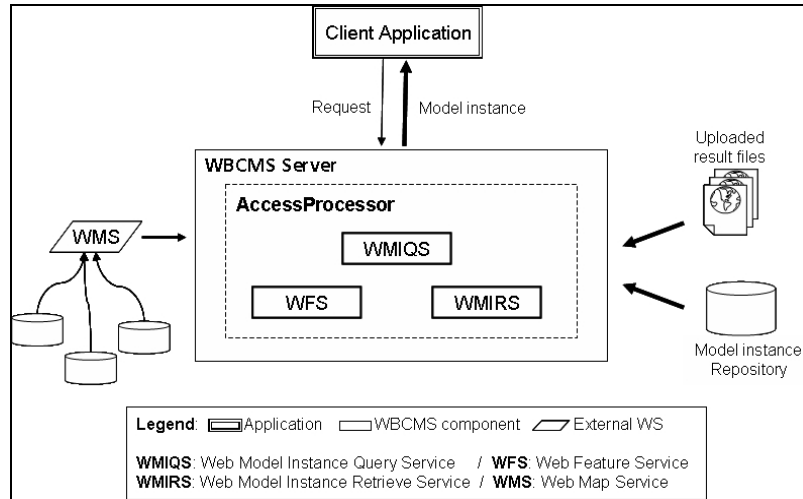 Client Application
Request
Model instance
WBCMS Server
AccessProcessor
WMIQS
WFS
WMIRS
WMS
Uploaded
result files
Model instance
Repository
Legend: Application WBCMS component External WS
WMIQS: Web Model Instance Query Service / WFS: Web Feature Service
WMIRS: Web Model Instance Retrieve Service / WMS: Web Map Service